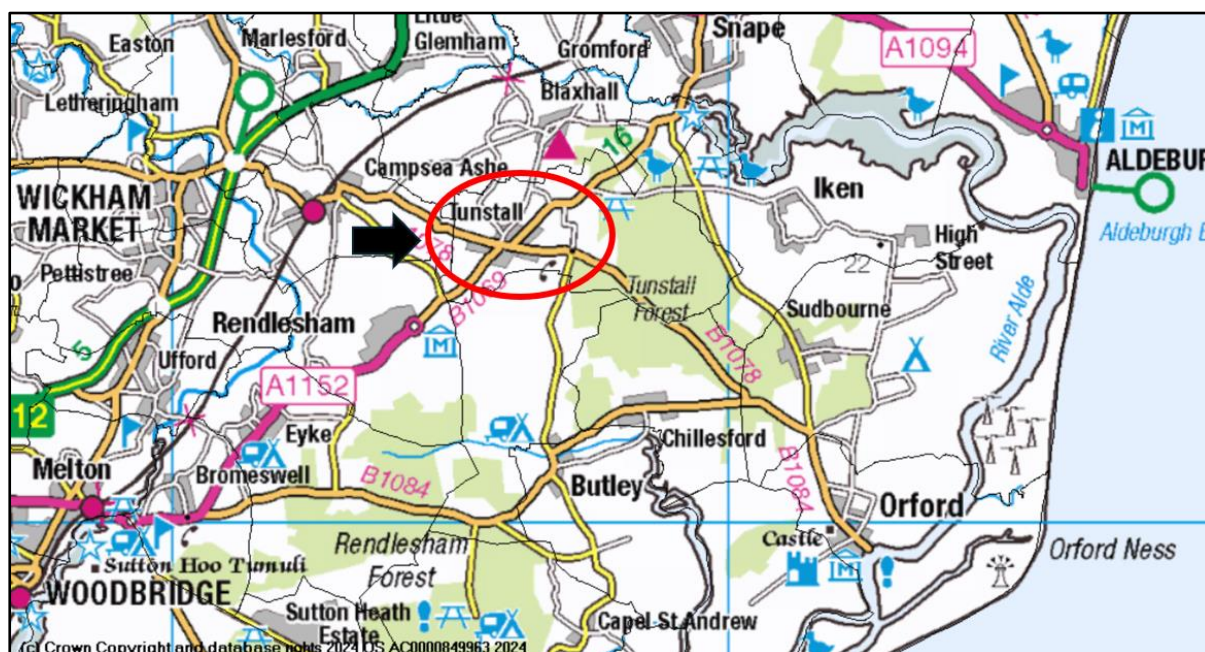 Easton
Marlesford
Little
Glemham
Gromford
Snape
A1094
Letheringham
Blaxhall
16
Campsea Ashe
ALDEBUR
WICKHAM
MARKET
Tunstall
Iken
Aldeburgh B
High
Street
22
B1078
Pettistree
B1069
Tunstall
Forest
Rendlesham
Sudbourne
River Alde
5
Ufford
B1078
A1152
12
Eyke
Chillesford
Melton
Bromeswell
B1084
Butley
B1084
Orford
Castle
Sutton Hoo Tumuli
Rendlesham
Forest
Orford Ness
WOODBRIDGE
Sutton Heath
Estate
Capel St. Andrew
(c) Crown Copyright and database rights 2024 OS AC0000849963 2024